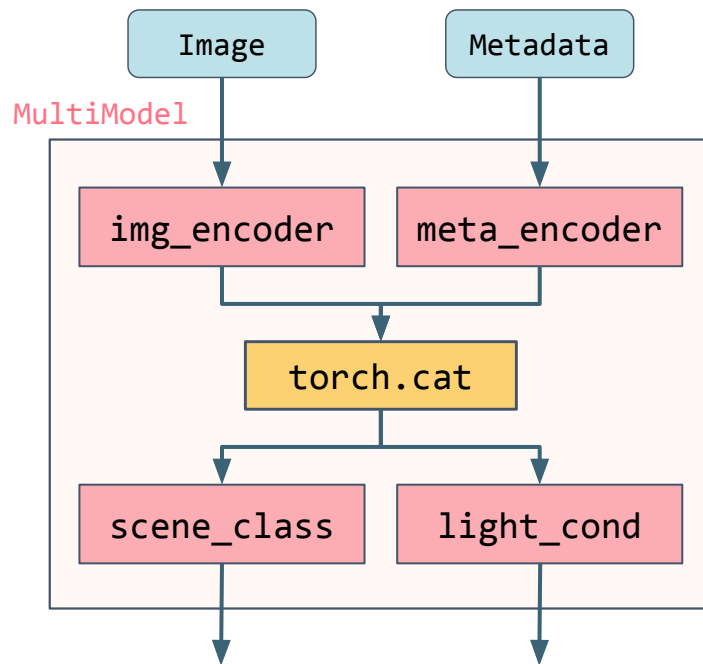 Image
Metadata
MultiModel
img_encoder
meta_encoder
torch.cat
scene_class
light_cond